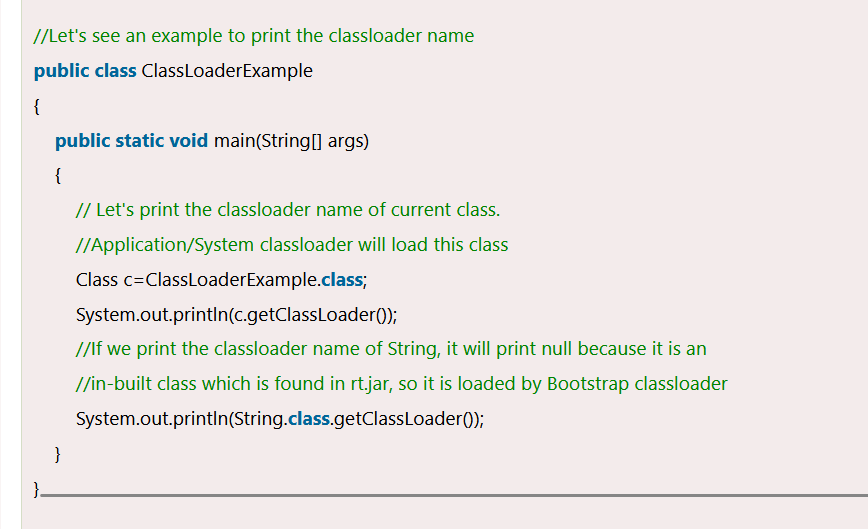 //Let's see an example to print the classloader name
public class ClassLoaderExample
{
public static void main(String[] args)
{
// Let's print the classloader name of current class.
//Application/System classloader will load this class
Class c=ClassLoaderExample.class;
System.out.println(c.getClassLoader());
//If we print the classloader name of String, it will print null because it is an
//in-built class which is found in rt.jar, so it is loaded by Bootstrap classloader
System.out.println(String.class.getClassLoader());
}
}